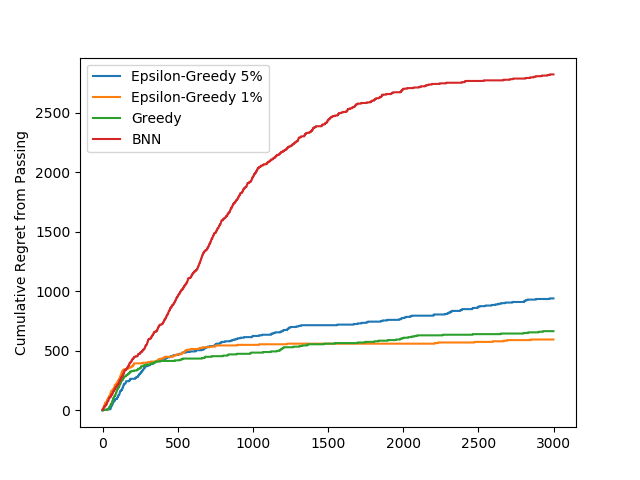 Epsilon-Greedy 5%
Epsilon-Greedy 1%
Greedy
BNN
Cumulative Regret from Passing
2500
2000
1500
1000
500
0
0 500 1000 1500 2000 2500 3000